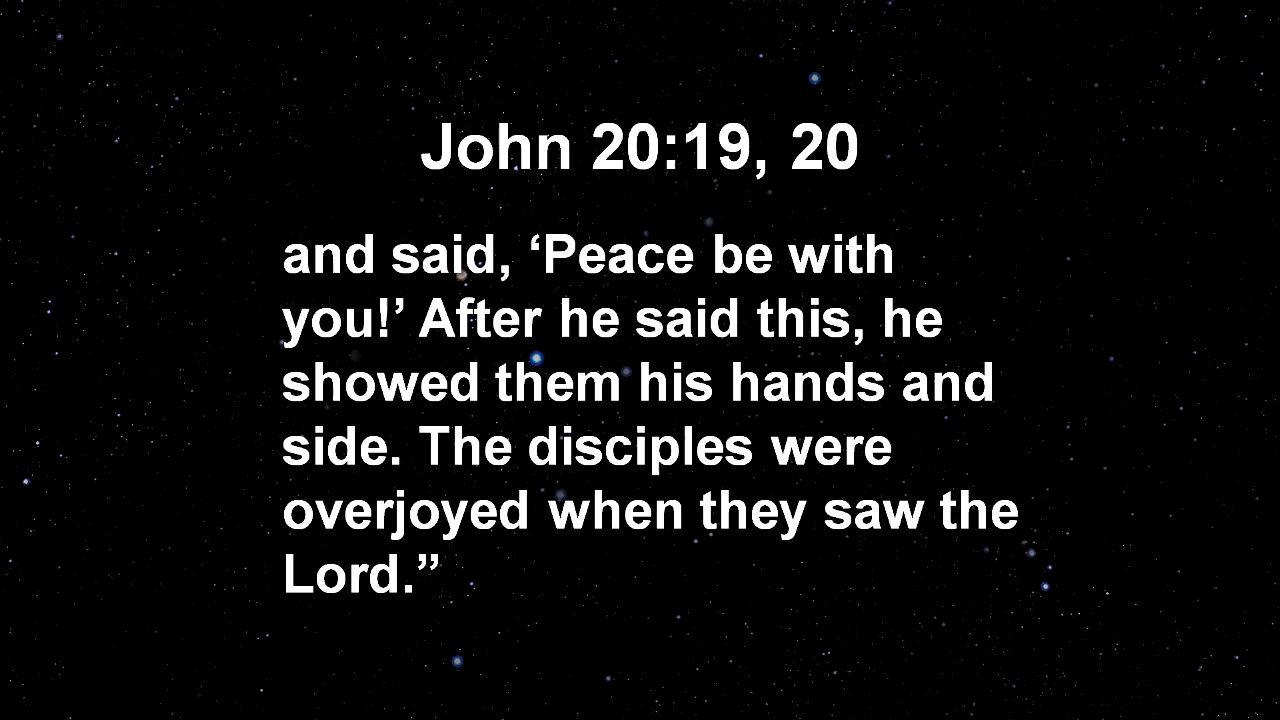 John 20:19, 20
and said, ‘Peace be with
you!’ After he said this, he
showed them his hands and
side. The disciples were
overjoyed when they saw the
Lord.”